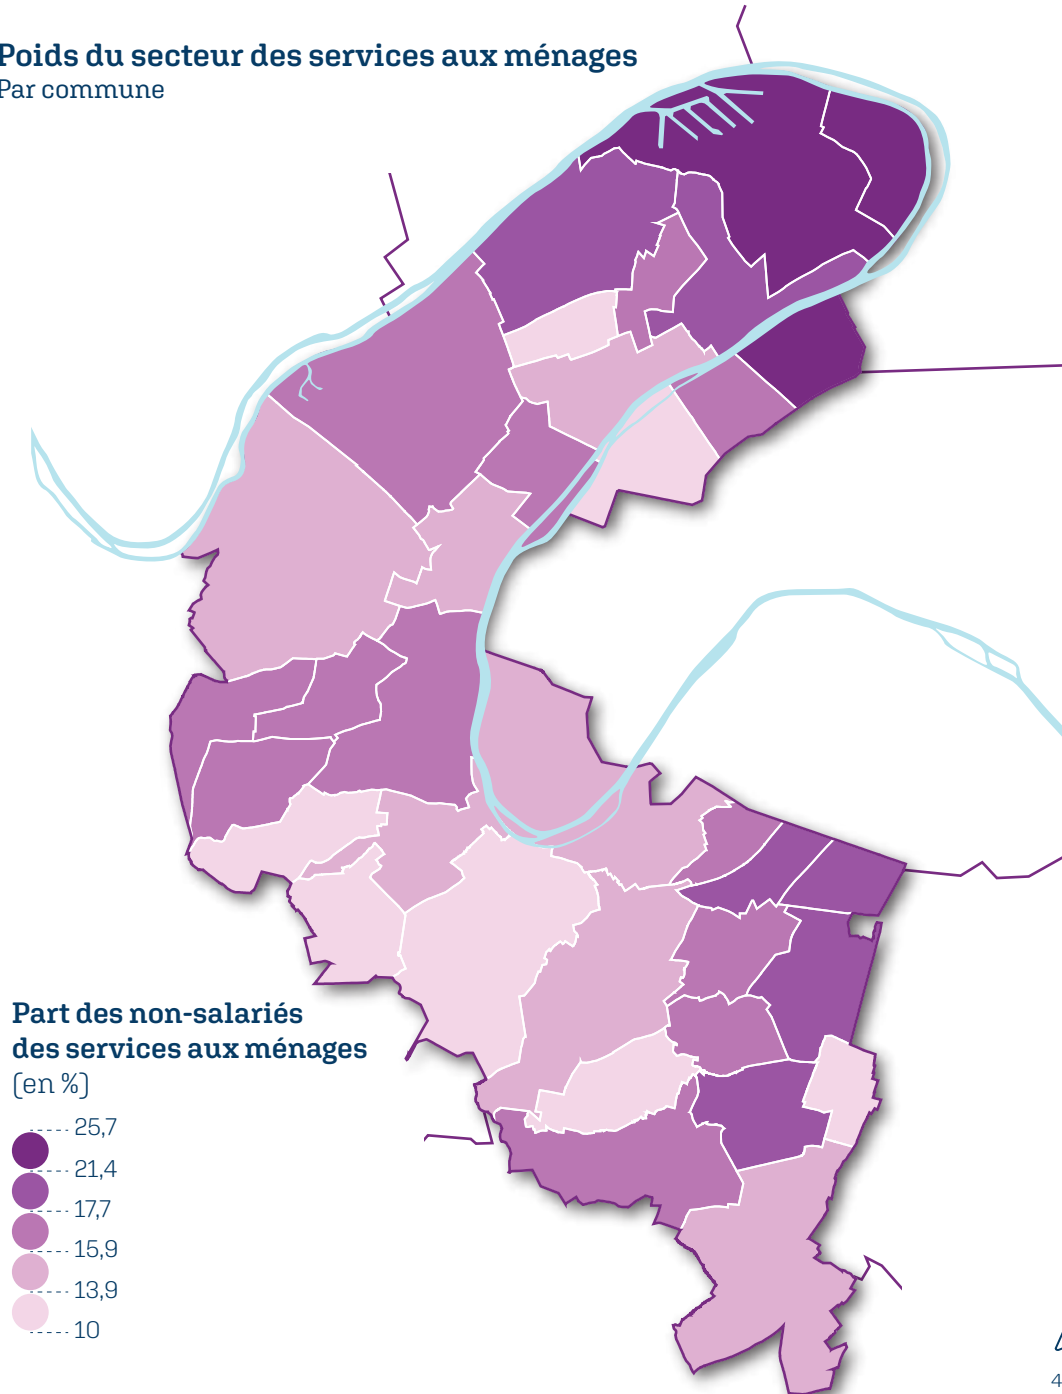 Poids du secteur des services aux ménages
Par commune
Part des non-salariés
des services aux ménages
(en %)
25,7
21,4
17,7
15,9
13,9
10
4